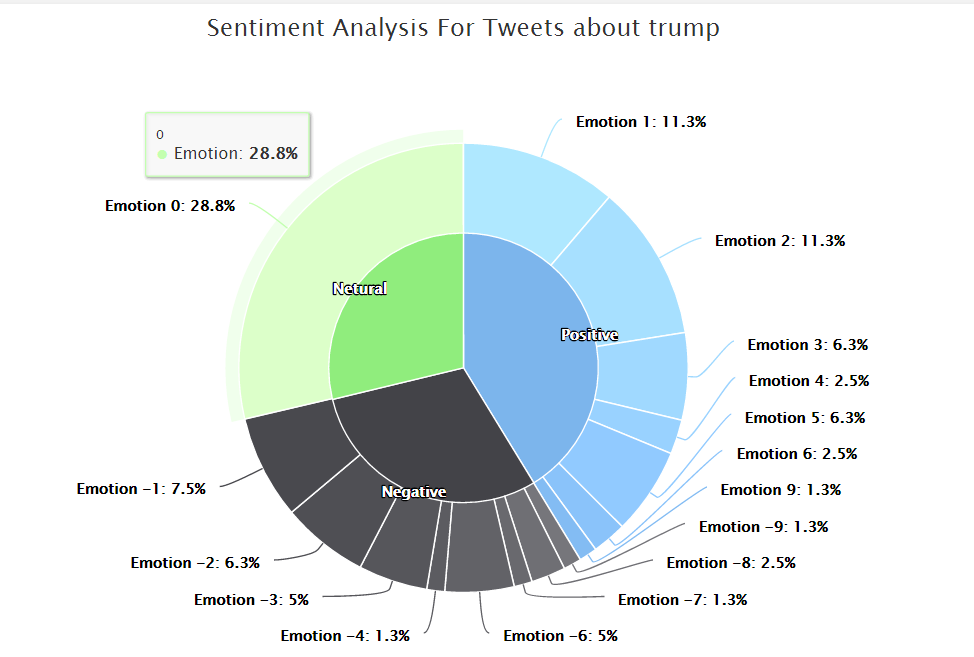 Sentiment Analysis For Tweets about trump
0
Emotion: 28.8%
Emotion 1: 11.3%
Emotion 0: 28.8%
Emotion 2: 11.3%
Netural
Positive
Emotion 3: 6.3%
Emotion 4: 2.5%
Emotion 5: 6.3%
Emotion 6: 2.5%
Negative
Emotion -1: 7.5%
Emotion 9: 1.3%
Emotion -9: 1.3%
Emotion -2: 6.3%
Emotion -8: 2.5%
Emotion -3: 5%
Emotion -7: 1.3%
Emotion -4: 1.3%
Emotion -6: 5%